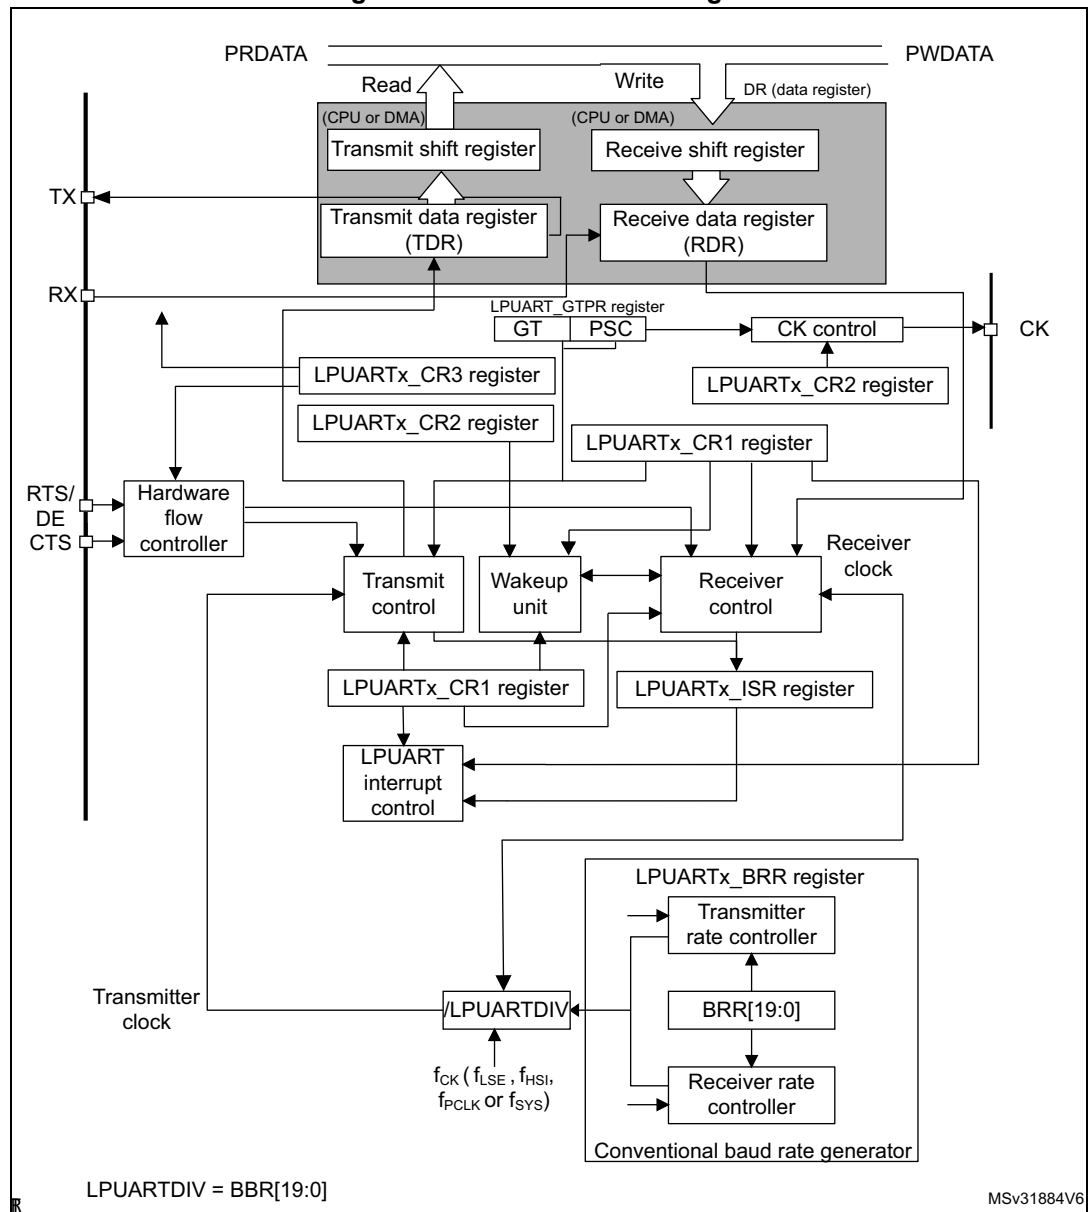 PRDATA
PWDATA
Read
Write
DR (data register)
(CPU or DMA)
(CPU or DMA)
Transmit shift register
Receive shift register
TX
Transmit data register
(TDR)
Receive data register
(RDR)
RX
LPUART_GTPR register
GT
PSC
CK control
CK
LPUARTx_CR3 register
LPUARTx_CR2 register
LPUARTx_CR2 register
LPUARTx_CR1 register
RTS/
DE
CTS
Hardware
flow
controller
Receiver
clock
Transmit
control
Wakeup
unit
Receiver
control
LPUARTx_CR1 register
LPUARTx_ISR register
LPUART
interrupt
control
LPUARTx_BRR register
Transmitter
rate controller
Transmitter
clock
/LPUARTDIV
BRR[19:0]
fCK ( fLSE , fHSI,
fPCLK or fSYS)
Receiver rate
controller
Conventional baud rate generator
LPUARTDIV = BBR[19:0]
MSv31884V6